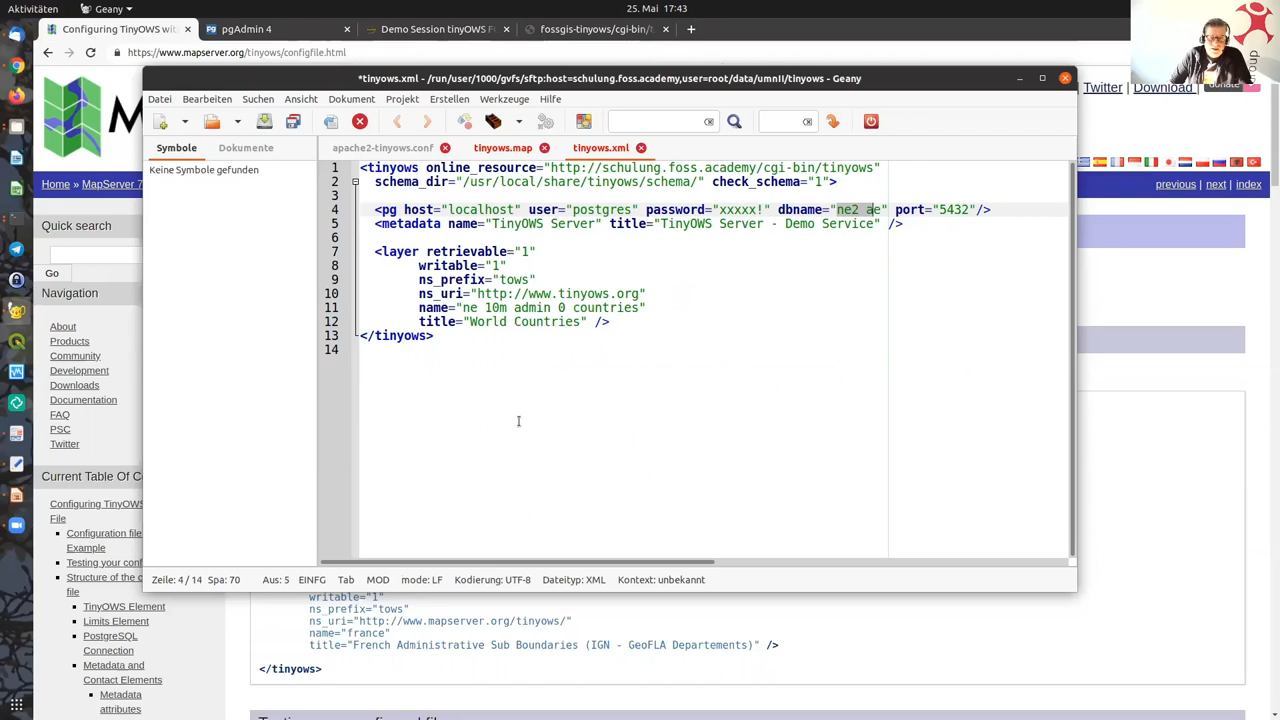 Aktivitäten
Geany
25. Mai 17:43
Configuring TinyOWS wit
pgAdmin 4
Demo Session tinyOWS F
fossgis-tinyows/cgi-bin/t
https://www.mapserver.org/tinyows/configfile.html
Twitter
Download
donate
*tinyows.xml - /run/user/1000/gvfs/sftp:host=schulung.foss.academy,user=root/data/umnII/tinyows - Geany
Datei Bearbeiten Suchen Ansicht Dokument Projekt Erstellen Werkzeuge Hilfe
Symbole Dokumente
apache2-tinyows.conf tinyows.map tinyows.xml
Keine Symbole gefunden
1 <tinyows online_resource="http://schulung.foss.academy/cgi-bin/tinyows"
2 schema_dir="/usr/local/share/tinyows/schema/" check_schema="1">
3
4 <pg host="localhost" user="postgres" password="xxxxx!" dbname="ne2 ae" port="5432"/>
5 <metadata name="TinyOWS Server" title="TinyOWS Server - Demo Service" />
6
7 <layer retrievable="1"
8 writable="1"
9 ns_prefix="tows"
10 ns_uri="http://www.tinyows.org"
11 name="ne 10m admin 0 countries"
12 title="World Countries" />
13 </tinyows>
14
Zeile: 4 / 14 Spa: 70 Aus: 5 EINFG Tab MOD mode: LF Kodierung: UTF-8 Dateityp: XML Kontext: unbekannt
Home » MapServer 7
previous | next | index
Quick search
Go
Navigation
About
Products
Community
Development
Downloads
Documentation
FAQ
PSC
Twitter
Current Table Of C
Configuring TinyOWS
File
Configuration file
Example
Testing your conf
Structure of the c
file
TinyOWS Element
Limits Element
PostgreSQL
Connection
Metadata and
Contact Elements
Metadata
attributes
writable="1"
ns_prefix="tows"
ns_uri="http://www.mapserver.org/tinyows/"
name="france"
title="French Administrative Sub Boundaries (IGN - GeoFLA Departements)" />
</tinyows>